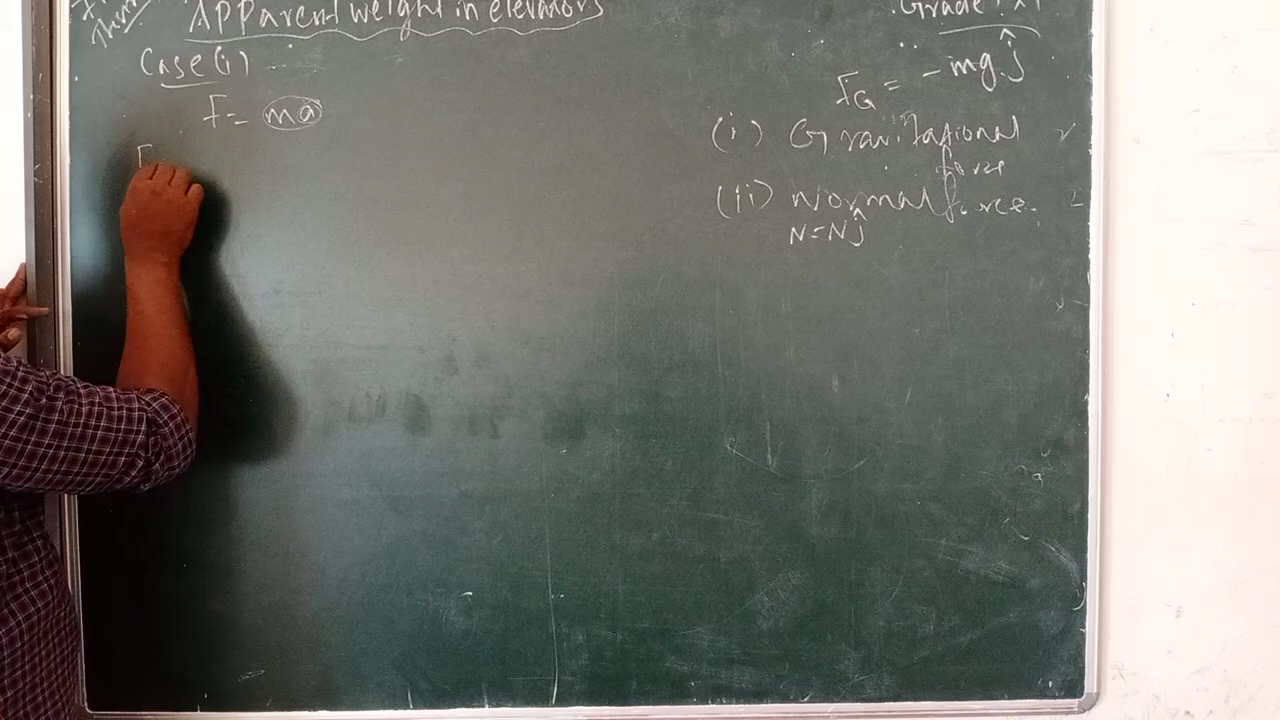 Apparent weight in elevators
Grade: XI
Case (i)
F = ma
F
F_G = - mg ĵ
(i) Gravitational force
(ii) Normal force
N = N ĵ